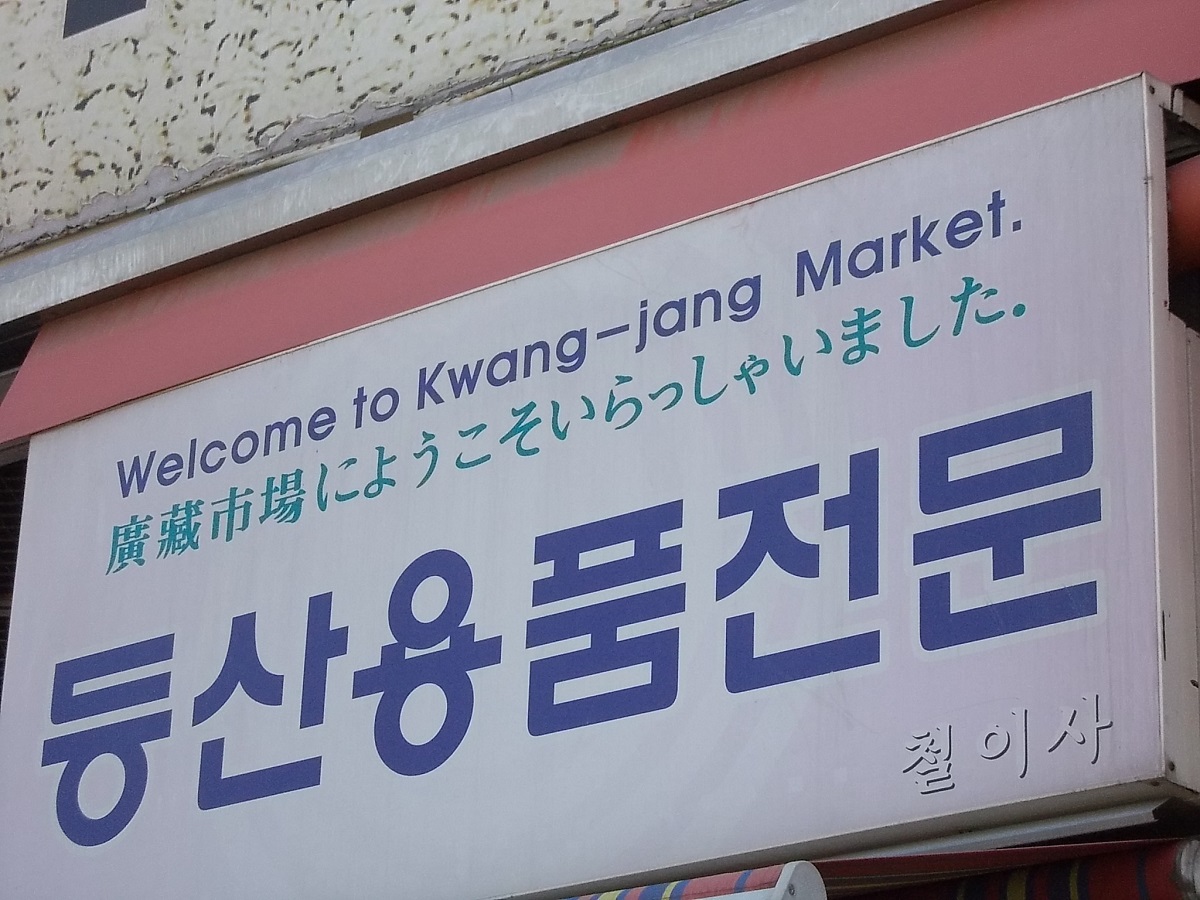 Welcome to Kwang-jang Market.
廣藏市場にようこそいらっしゃいました.
등산용품전문
철이사